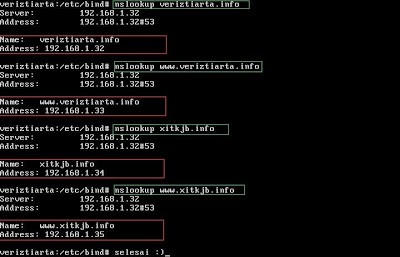 veriztiarta:/etc/bind# nslookup veriztiarta.info
Server: 192.168.1.32
Address: 192.168.1.32#53
Name: veriztiarta.info
Address: 192.168.1.32
veriztiarta:/etc/bind# nslookup www.veriztiarta.info
Server: 192.168.1.32
Address: 192.168.1.32#53
Name: www.veriztiarta.info
Address: 192.168.1.33
veriztiarta:/etc/bind# nslookup xitkjb.info
Server: 192.168.1.32
Address: 192.168.1.32#53
Name: xitkjb.info
Address: 192.168.1.34
veriztiarta:/etc/bind# nslookup www.xitkjb.info
Server: 192.168.1.32
Address: 192.168.1.32#53
Name: www.xitkjb.info
Address: 192.168.1.35
veriztiarta:/etc/bind# selesai :)_